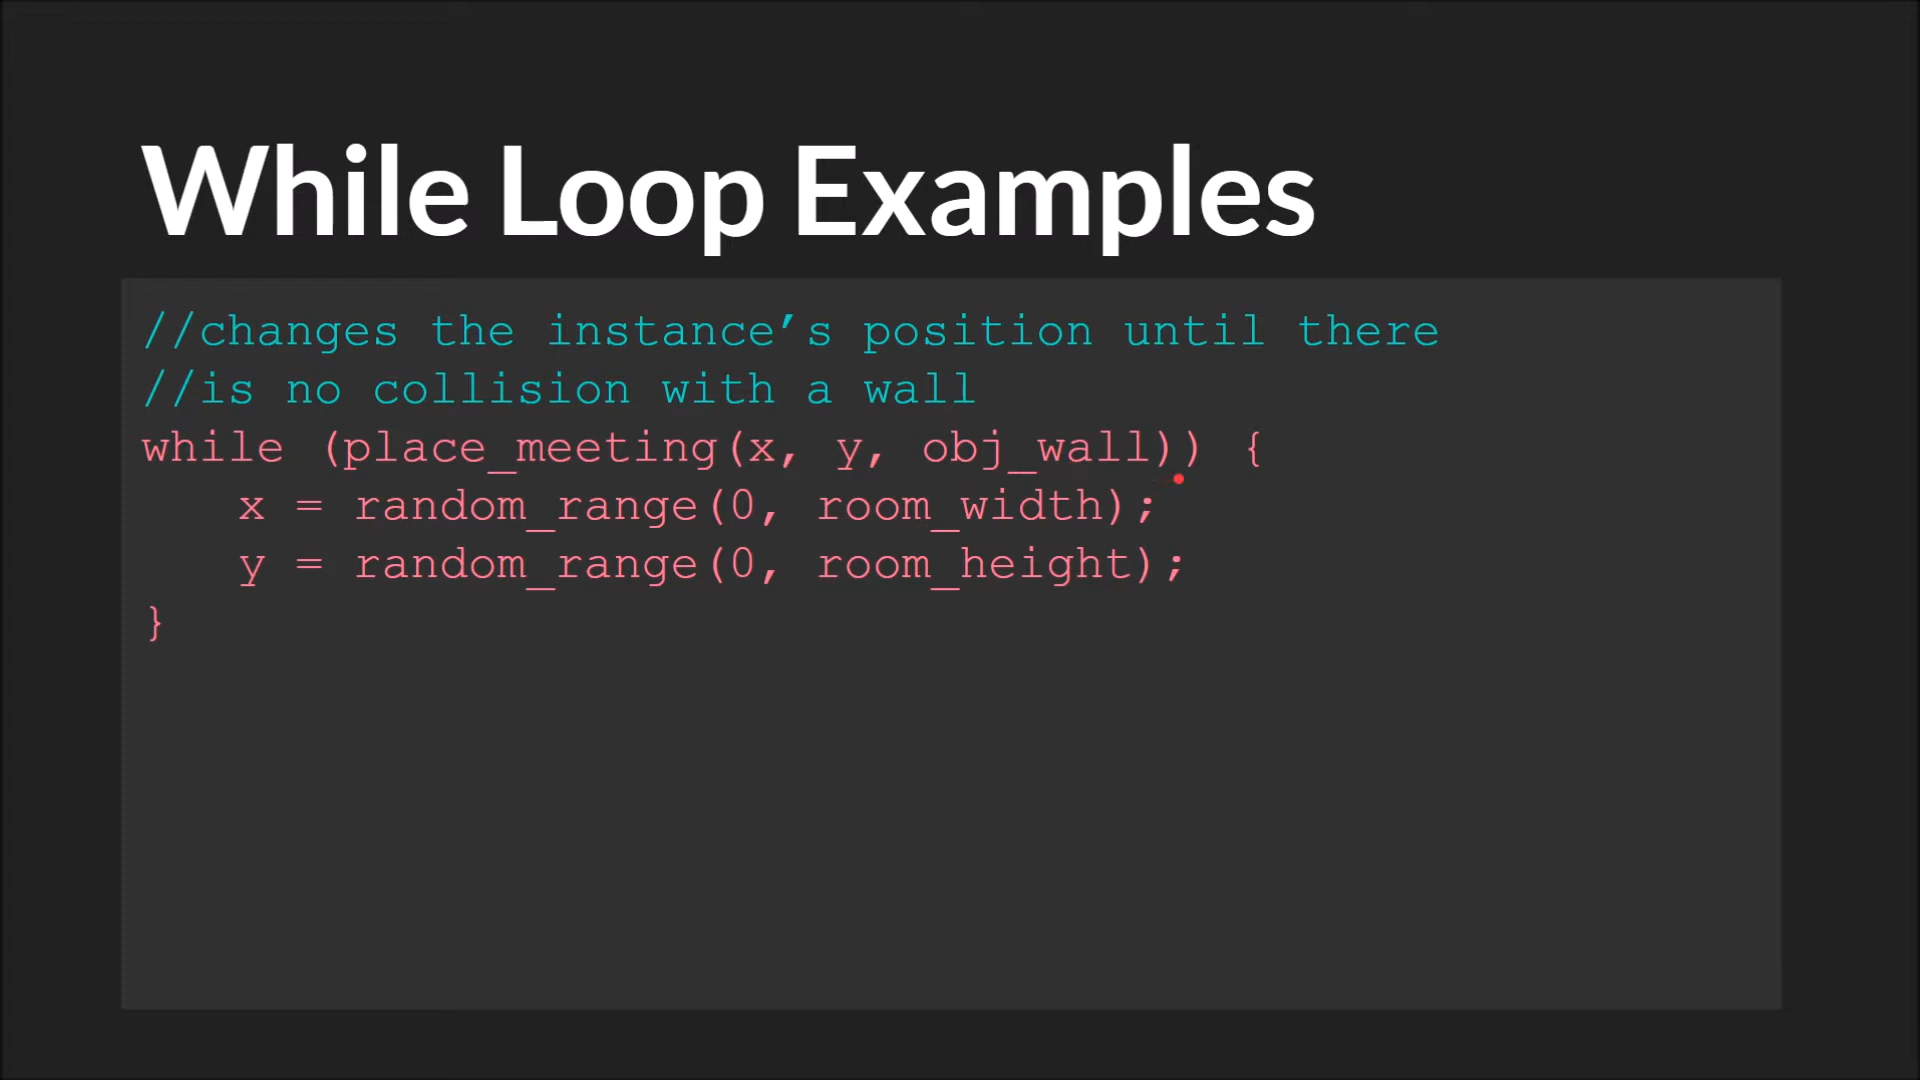 While Loop Examples
//changes the instance’s position until there
//is no collision with a wall
while (place_meeting(x, y, obj_wall)) {
x = random_range(0, room_width);
y = random_range(0, room_height);
}